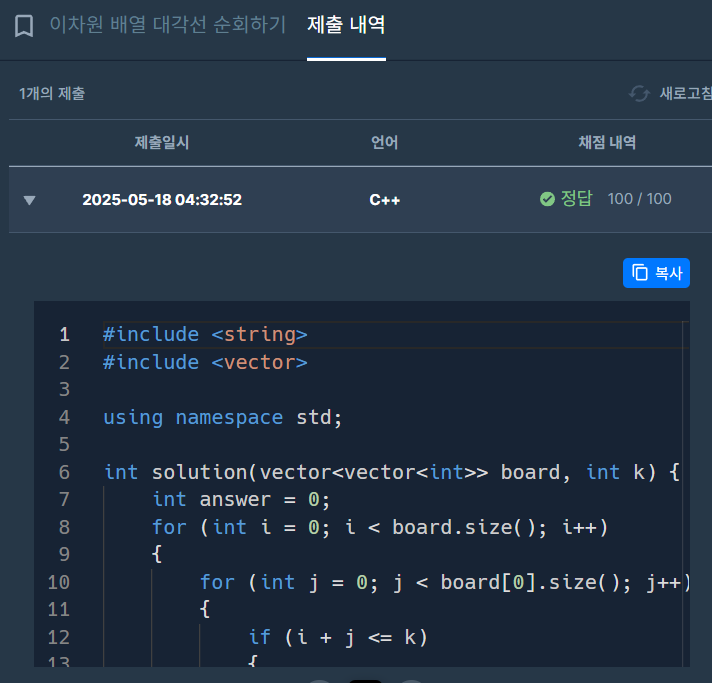 이차원 배열 대각선 순회하기 제출 내역
1개의 제출 새로고침
제출일시 언어 채점 내역
2025-05-18 04:32:52 C++ 정답 100 / 100
복사
1 #include <string>
2 #include <vector>
3
4 using namespace std;
5
6 int solution(vector<vector<int>> board, int k) {
7 int answer = 0;
8 for (int i = 0; i < board.size(); i++)
9 {
10 for (int j = 0; j < board[0].size(); j++)
11 {
12 if (i + j <= k)
13 {